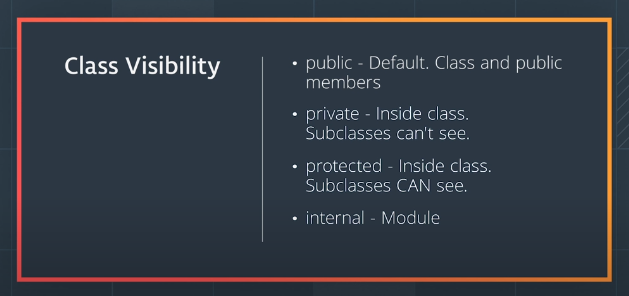 Class Visibility
• public - Default. Class and public
members
• private - Inside class.
Subclasses can't see.
• protected - Inside class.
Subclasses CAN see.
• internal - Module